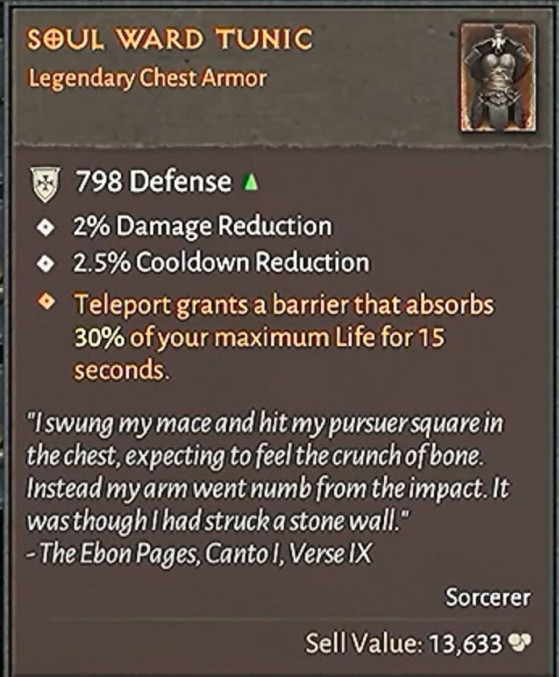 SOUL WARD TUNIC
Legendary Chest Armor
798 Defense
2% Damage Reduction
2.5% Cooldown Reduction
Teleport grants a barrier that absorbs
30% of your maximum Life for 15
seconds.
"I swung my mace and hit my pursuer square in
the chest, expecting to feel the crunch of bone.
Instead my arm went numb from the impact. It
was though I had struck a stone wall."
- The Ebon Pages, Canto I, Verse IX
Sorcerer
Sell Value: 13,633